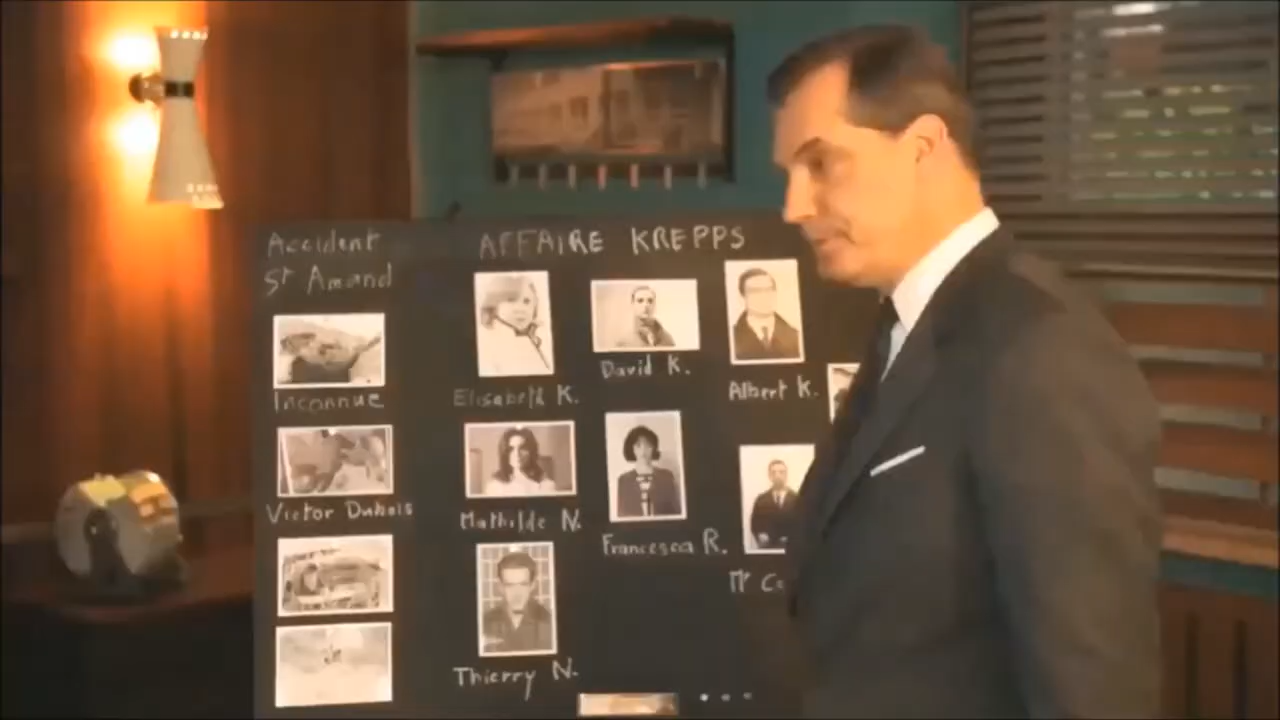 Accident
St Amand
Inconnue
Victor Dubois
AFFAIRE KREPPS
Elisabeth K.
David K.
Albert K.
Mathilde N.
Francesca R.
Thierry N.